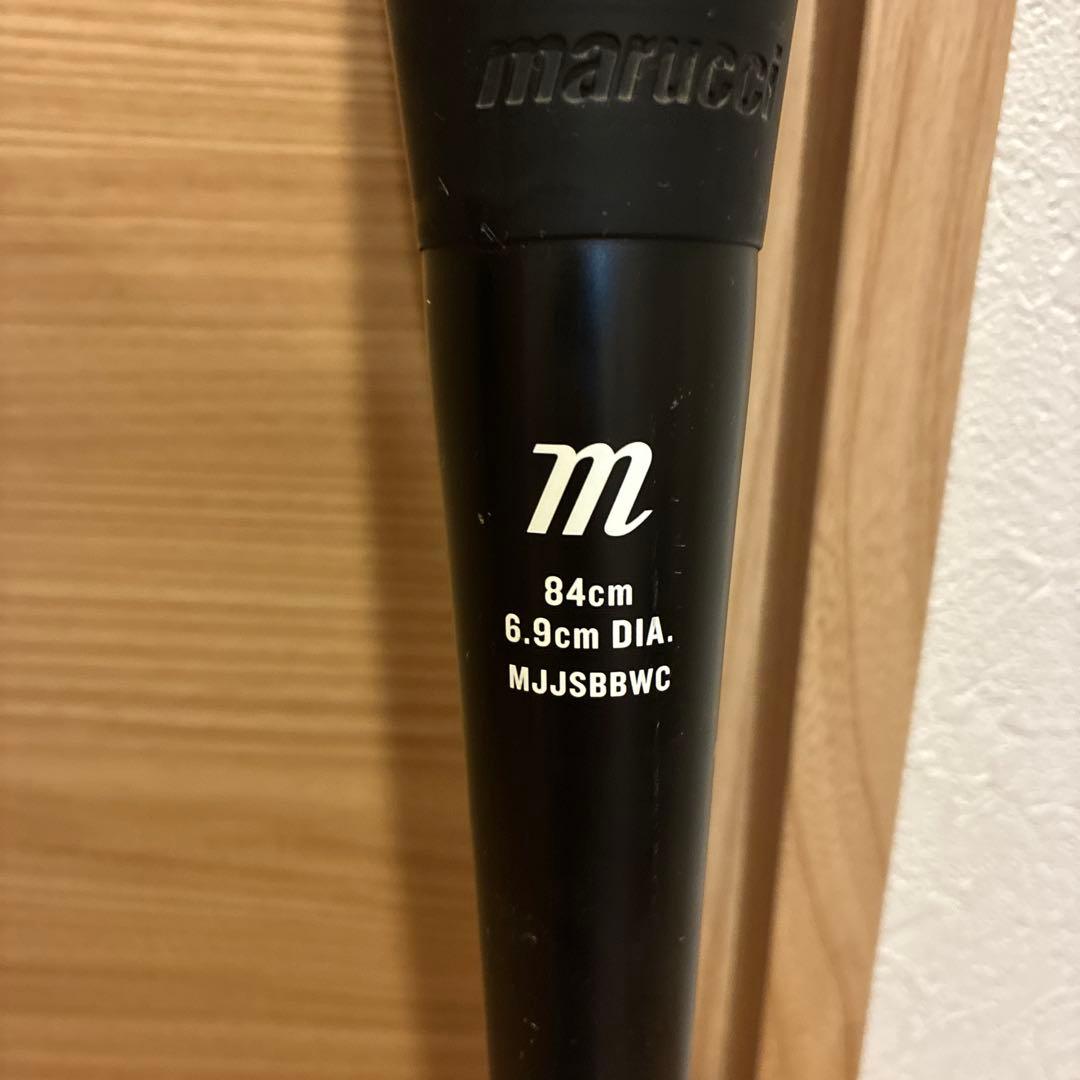 marucci
m
84cm
6.9cm DIA.
MJJSBBWC